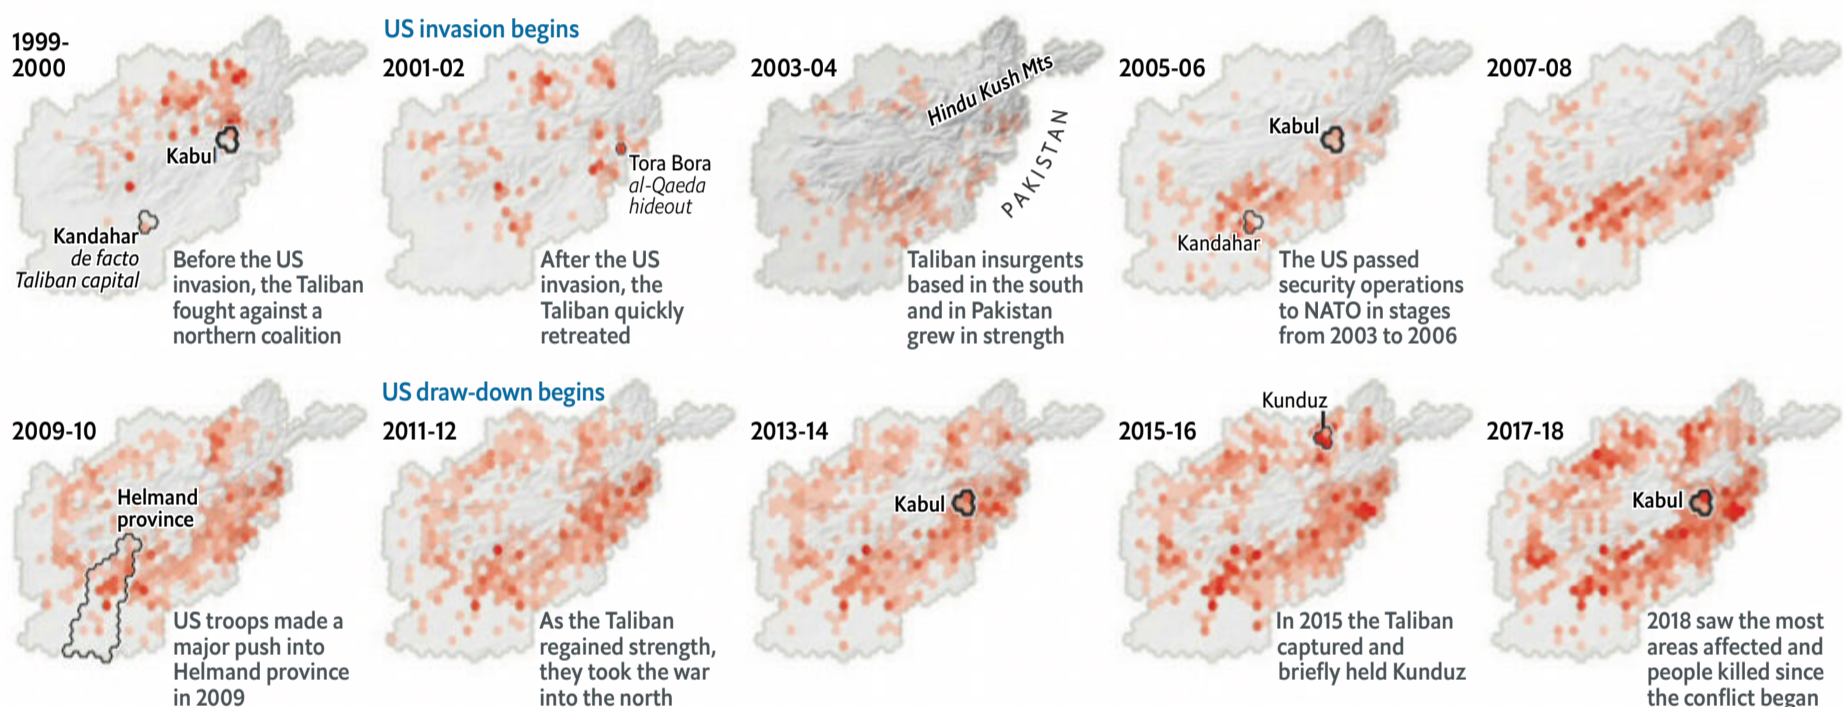 1999-
2000
Kabul
Kandahar
de facto
Taliban capital
Before the US
invasion, the Taliban
fought against a
northern coalition
US invasion begins
2001-02
Tora Bora
al-Qaeda
hideout
After the US
invasion, the
Taliban quickly
retreated
2003-04
Hindu Kush Mts
PAKISTAN
Taliban insurgents
based in the south
and in Pakistan
grew in strength
2005-06
Kabul
Kandahar
The US passed
security operations
to NATO in stages
from 2003 to 2006
2007-08
2009-10
Helmand
province
US troops made a
major push into
Helmand province
in 2009
US draw-down begins
2011-12
As the Taliban
regained strength,
they took the war
into the north
2013-14
Kabul
2015-16
Kunduz
In 2015 the Taliban
captured and
briefly held Kunduz
2017-18
Kabul
2018 saw the most
areas affected and
people killed since
the conflict began